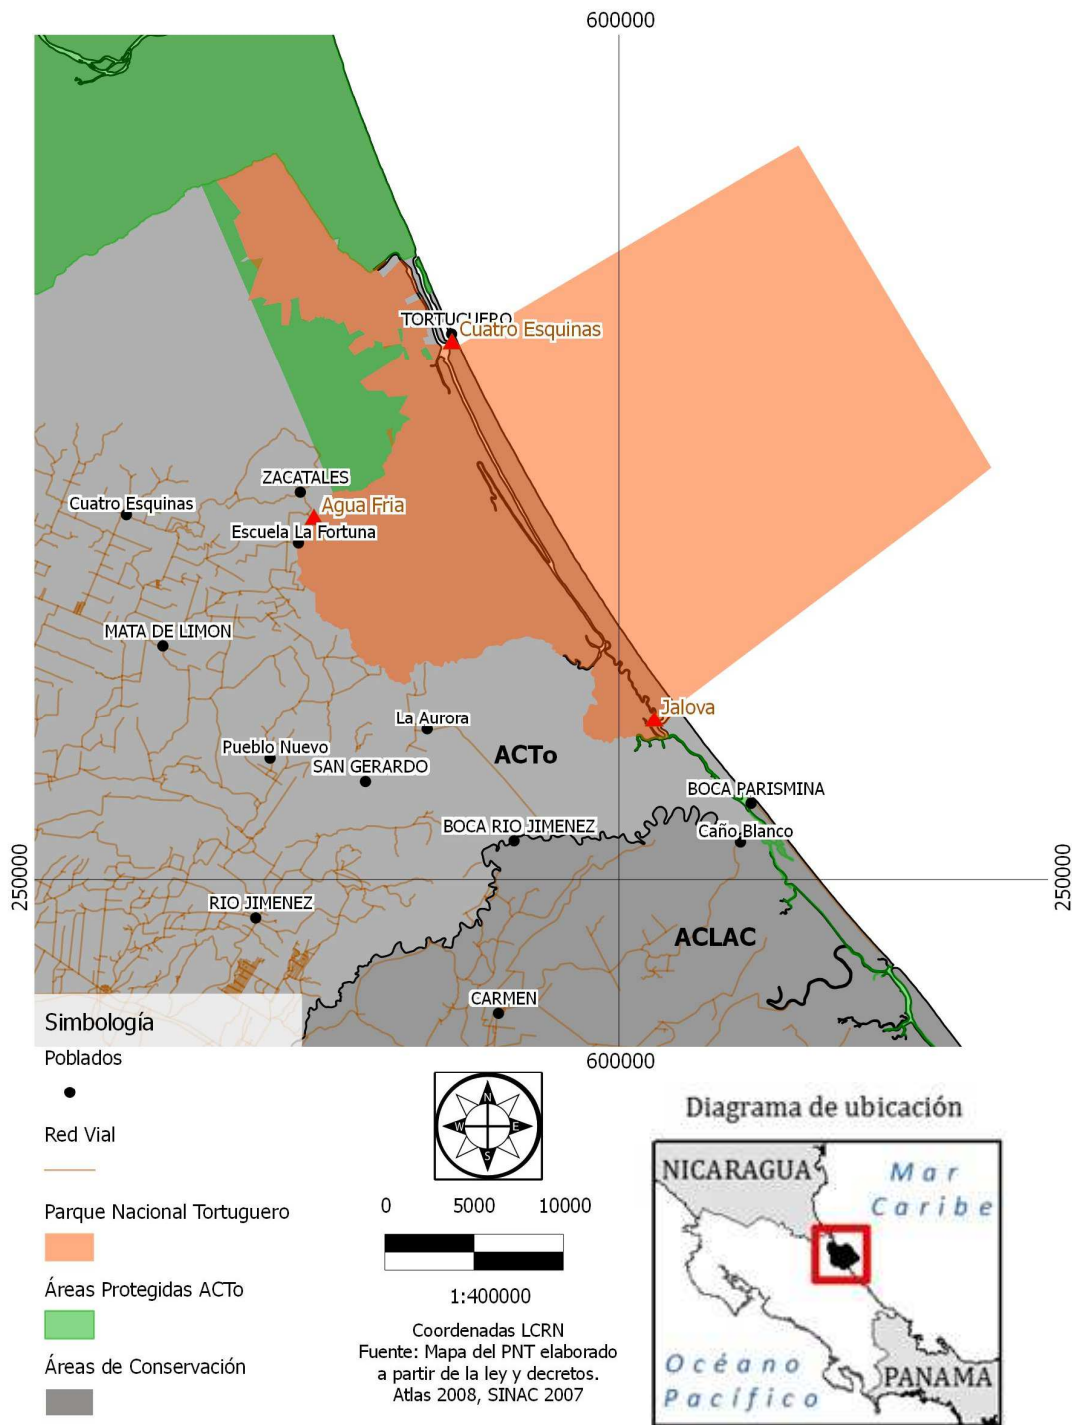 600000
TORTUGUERO
Cuatro Esquinas
ZACATALES
Cuatro Esquinas
Agua Fria
Escuela La Fortuna
MATA DE LIMON
Jalova
La Aurora
Pueblo Nuevo
ACTo
SAN GERARDO
BOCA PARISMINA
BOCA RIO JIMENEZ
Caño Blanco
250000
250000
RIO JIMENEZ
ACLAC
CARMEN
600000
Simbología
Poblados
Red Vial
Parque Nacional Tortuguero
Áreas Protegidas ACTo
Áreas de Conservación
N
W E
S
0 5000 10000
1:400000
Coordenadas LCRN
Fuente: Mapa del PNT elaborado
a partir de la ley y decretos.
Atlas 2008, SINAC 2007
Diagrama de ubicación
NICARAGUA
Mar
Caribe
Océano
Pacífico
PANAMA